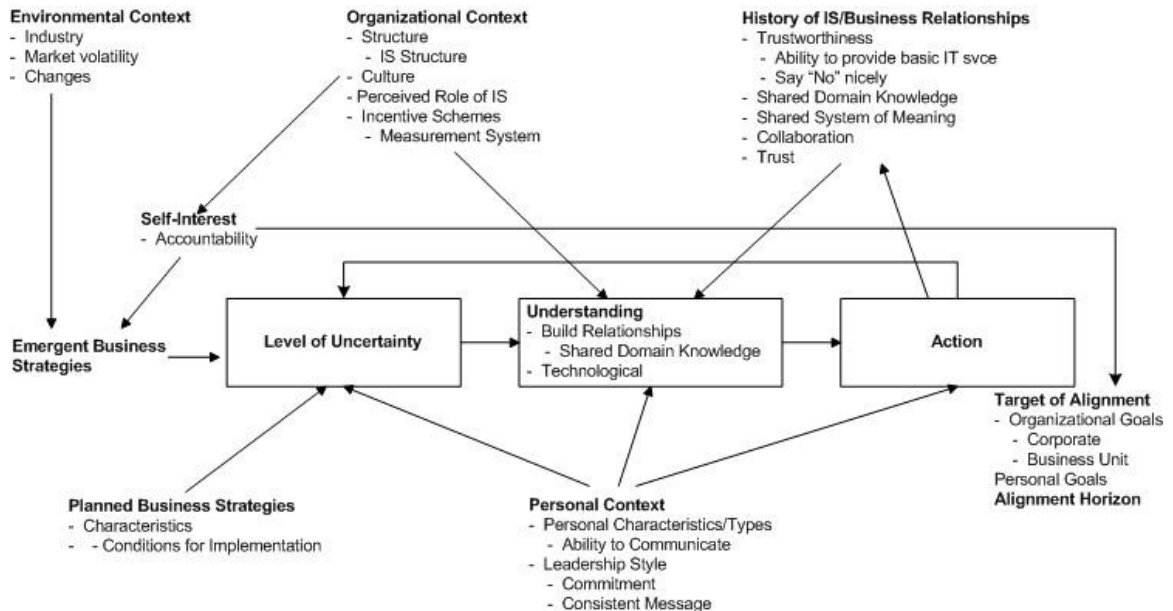 Environmental Context
- Industry
- Market volatility
- Changes
Organizational Context
- Structure
- IS Structure
- Culture
- Perceived Role of IS
- Incentive Schemes
- Measurement System
History of IS/Business Relationships
- Trustworthiness
- Ability to provide basic IT svce
- Say “No” nicely
- Shared Domain Knowledge
- Shared System of Meaning
- Collaboration
- Trust
Self-Interest
- Accountability
Emergent Business
Strategies
Level of Uncertainty
Understanding
- Build Relationships
- Shared Domain Knowledge
- Technological
Action
Target of Alignment
- Organizational Goals
- Corporate
- Business Unit
Personal Goals
Alignment Horizon
Planned Business Strategies
- Characteristics
- - Conditions for Implementation
Personal Context
- Personal Characteristics/Types
- Ability to Communicate
- Leadership Style
- Commitment
- Consistent Message